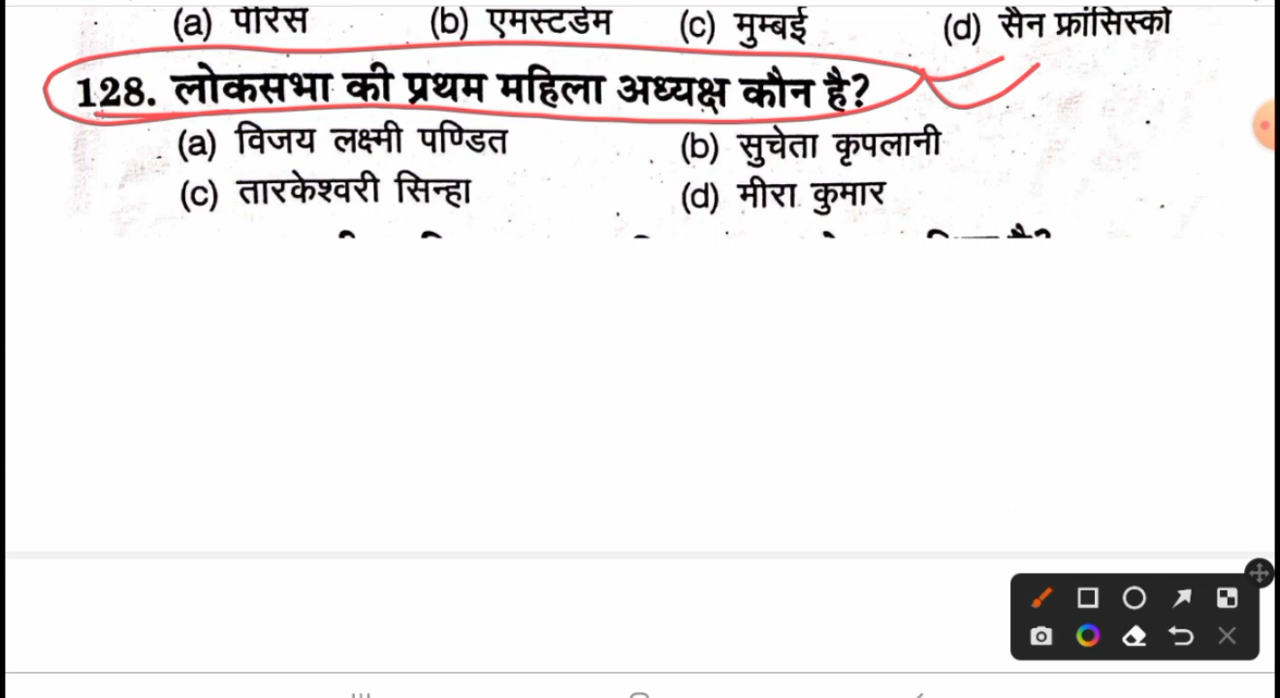 (a) पेरिस (b) एमस्टर्डम (c) मुम्बई (d) सैन फ्रांसिस्को
128. लोकसभा की प्रथम महिला अध्यक्ष कौन है?
(a) विजय लक्ष्मी पण्डित (b) सुचेता कृपलानी
(c) तारकेश्वरी सिन्हा (d) मीरा कुमार